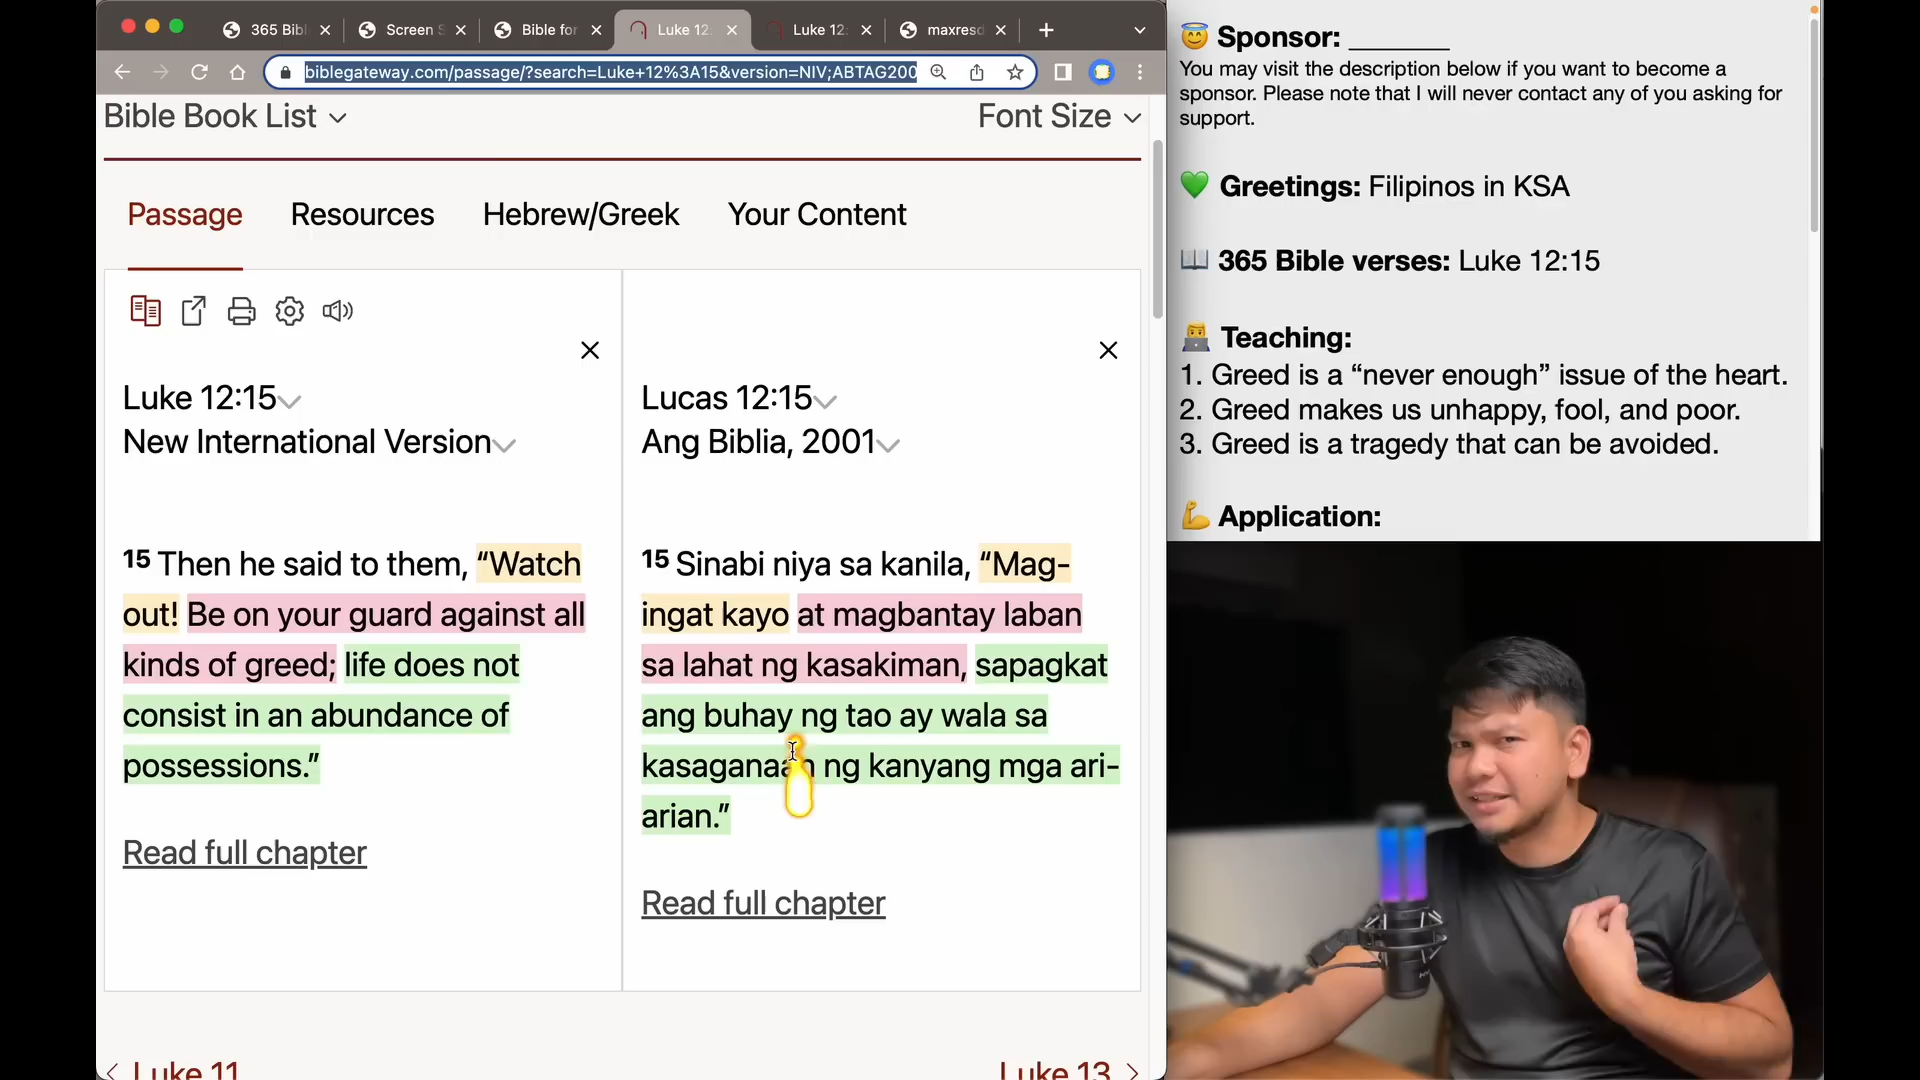 365 Bibl
Screen S
Bible for
Luke 12:
Luke 12:
maxresd
biblegateway.com/passage/?search=Luke+12%3A15&version=NIV;ABTAG200
Bible Book List
Font Size
Passage
Resources
Hebrew/Greek
Your Content
Luke 12:15
New International Version
15 Then he said to them, “Watch
out! Be on your guard against all
kinds of greed; life does not
consist in an abundance of
possessions.”
Read full chapter
Lucas 12:15
Ang Biblia, 2001
15 Sinabi niya sa kanila, “Mag-
ingat kayo at magbantay laban
sa lahat ng kasakiman, sapagkat
ang buhay ng tao ay wala sa
kasaganaan ng kanyang mga ari-
arian.”
Read full chapter
Luke 11
Luke 13
Sponsor: _______
You may visit the description below if you want to become a
sponsor. Please note that I will never contact any of you asking for
support.
Greetings: Filipinos in KSA
365 Bible verses: Luke 12:15
Teaching:
1. Greed is a “never enough” issue of the heart.
2. Greed makes us unhappy, fool, and poor.
3. Greed is a tragedy that can be avoided.
Application: